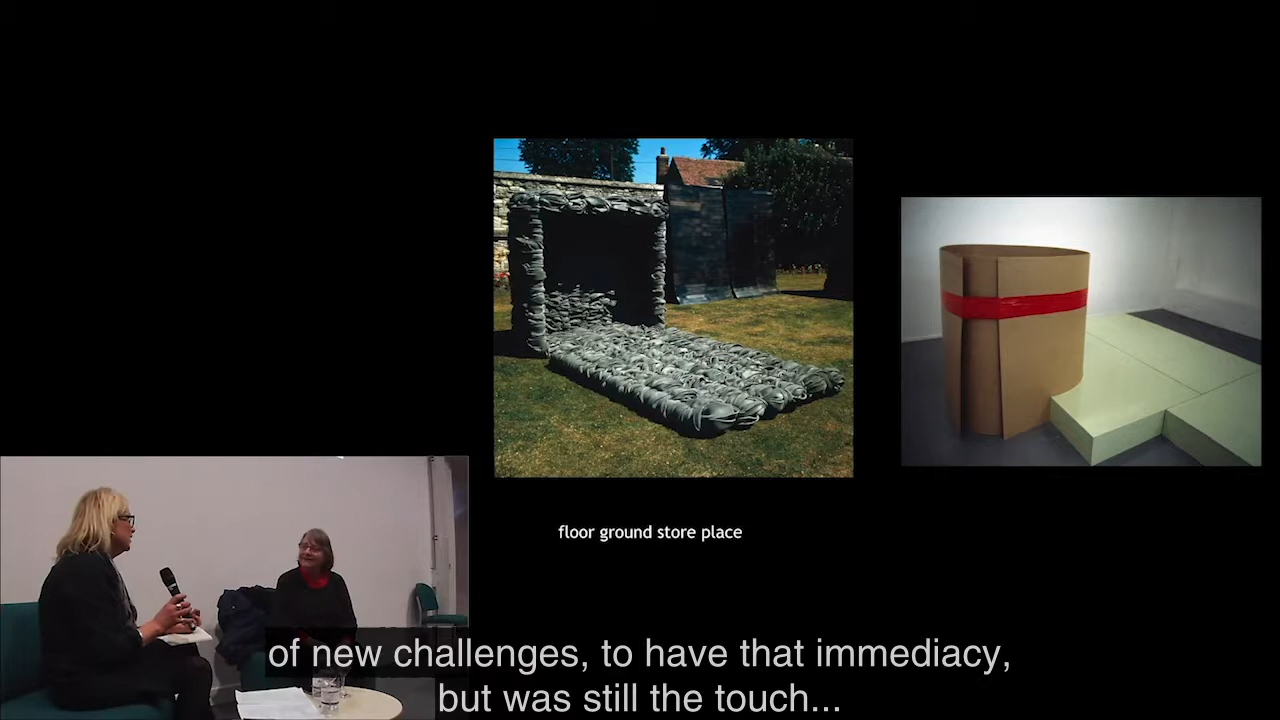 floor ground store place
of new challenges, to have that immediacy,
but was still the touch...